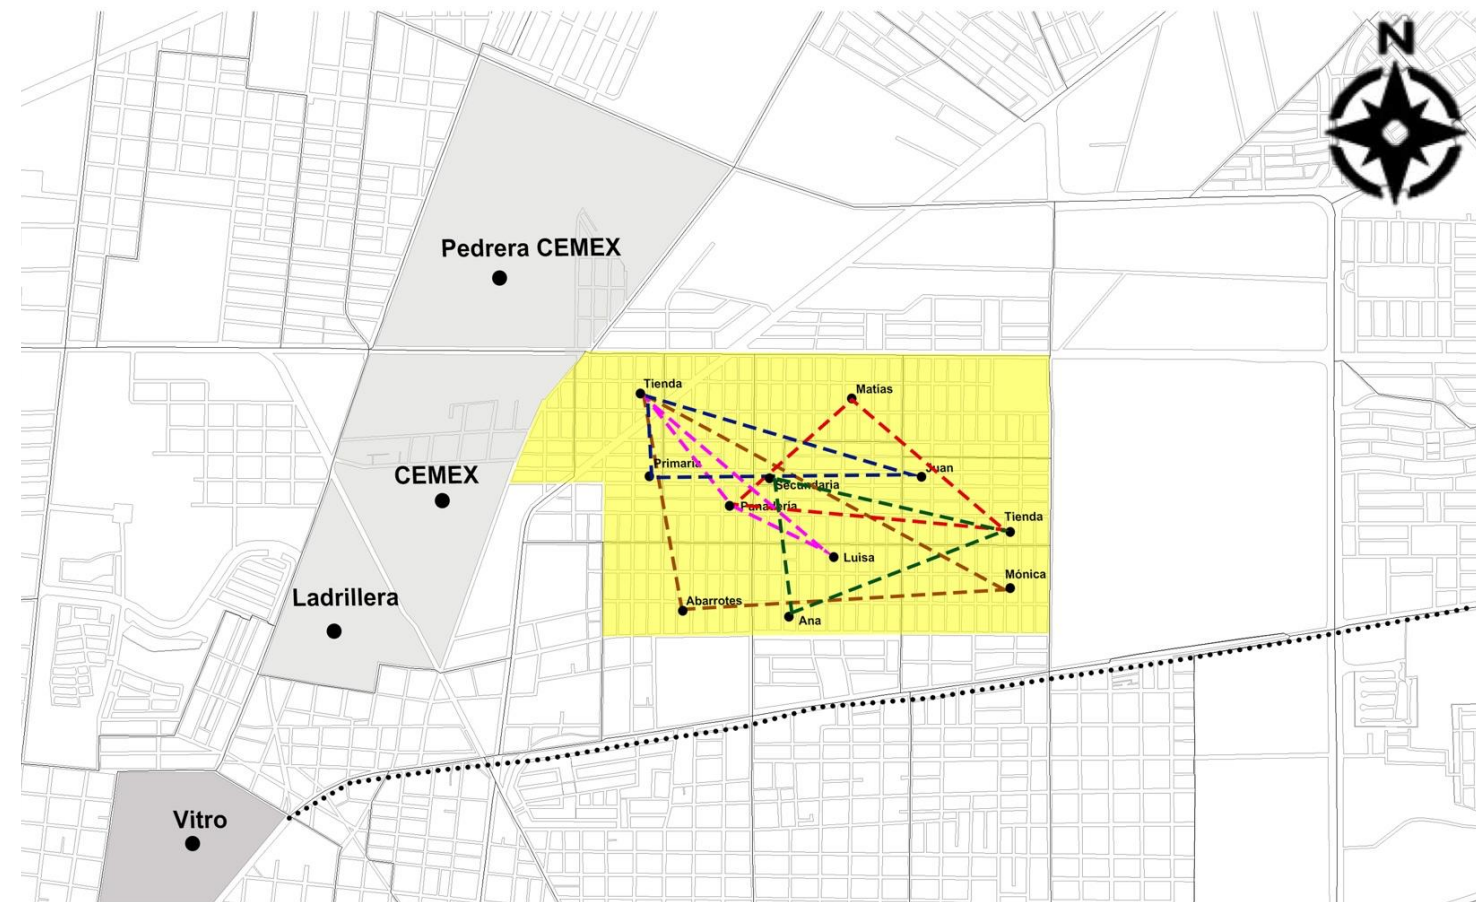 N
Pedrera CEMEX
Tienda
Matías
Primaria
Juan
CEMEX
Secundaria
Panadería
Tienda
Luisa
Mónica
Ladrillera
Abarrotes
Ana
Vitro